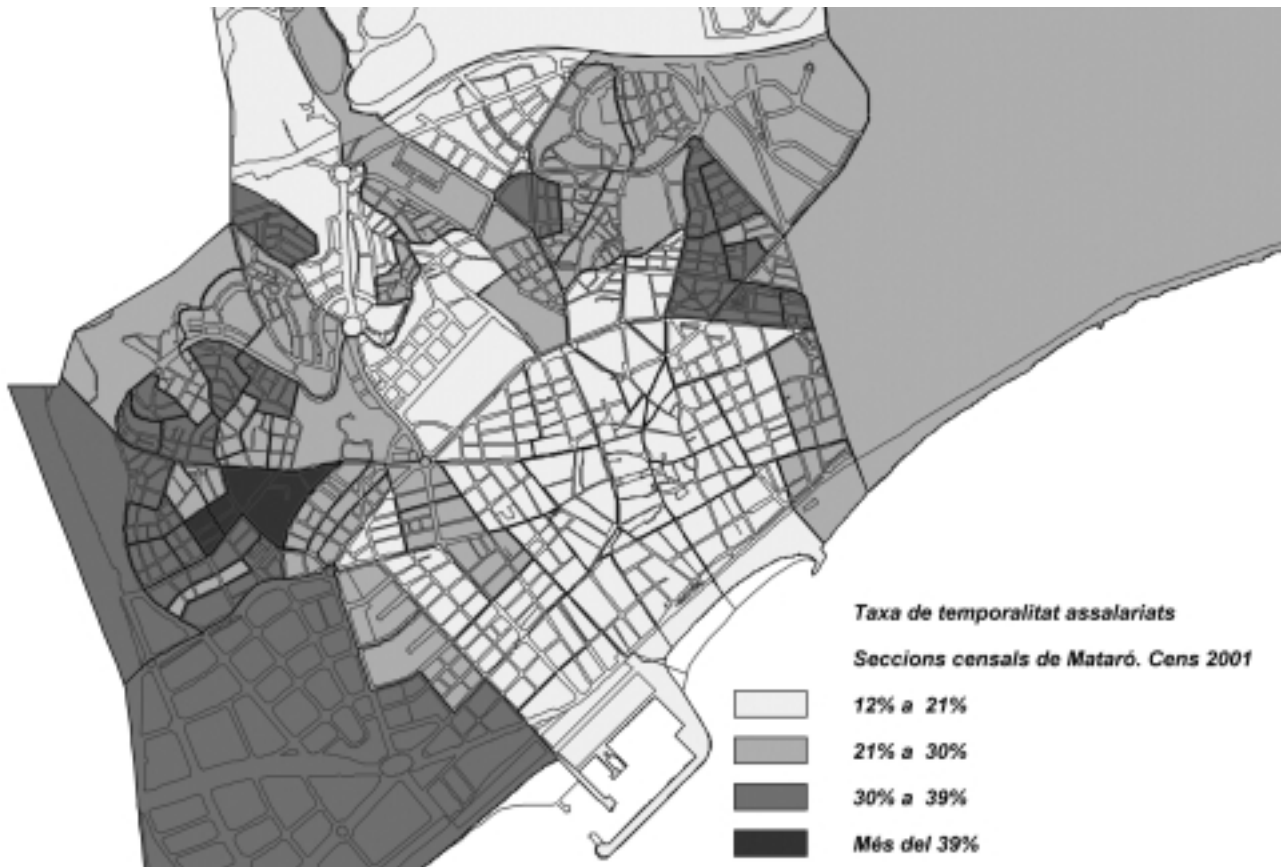 Taxa de temporalitat assalariats
Seccions censals de Mataró. Cens 2001
12% a 21%
21% a 30%
30% a 39%
Més del 39%